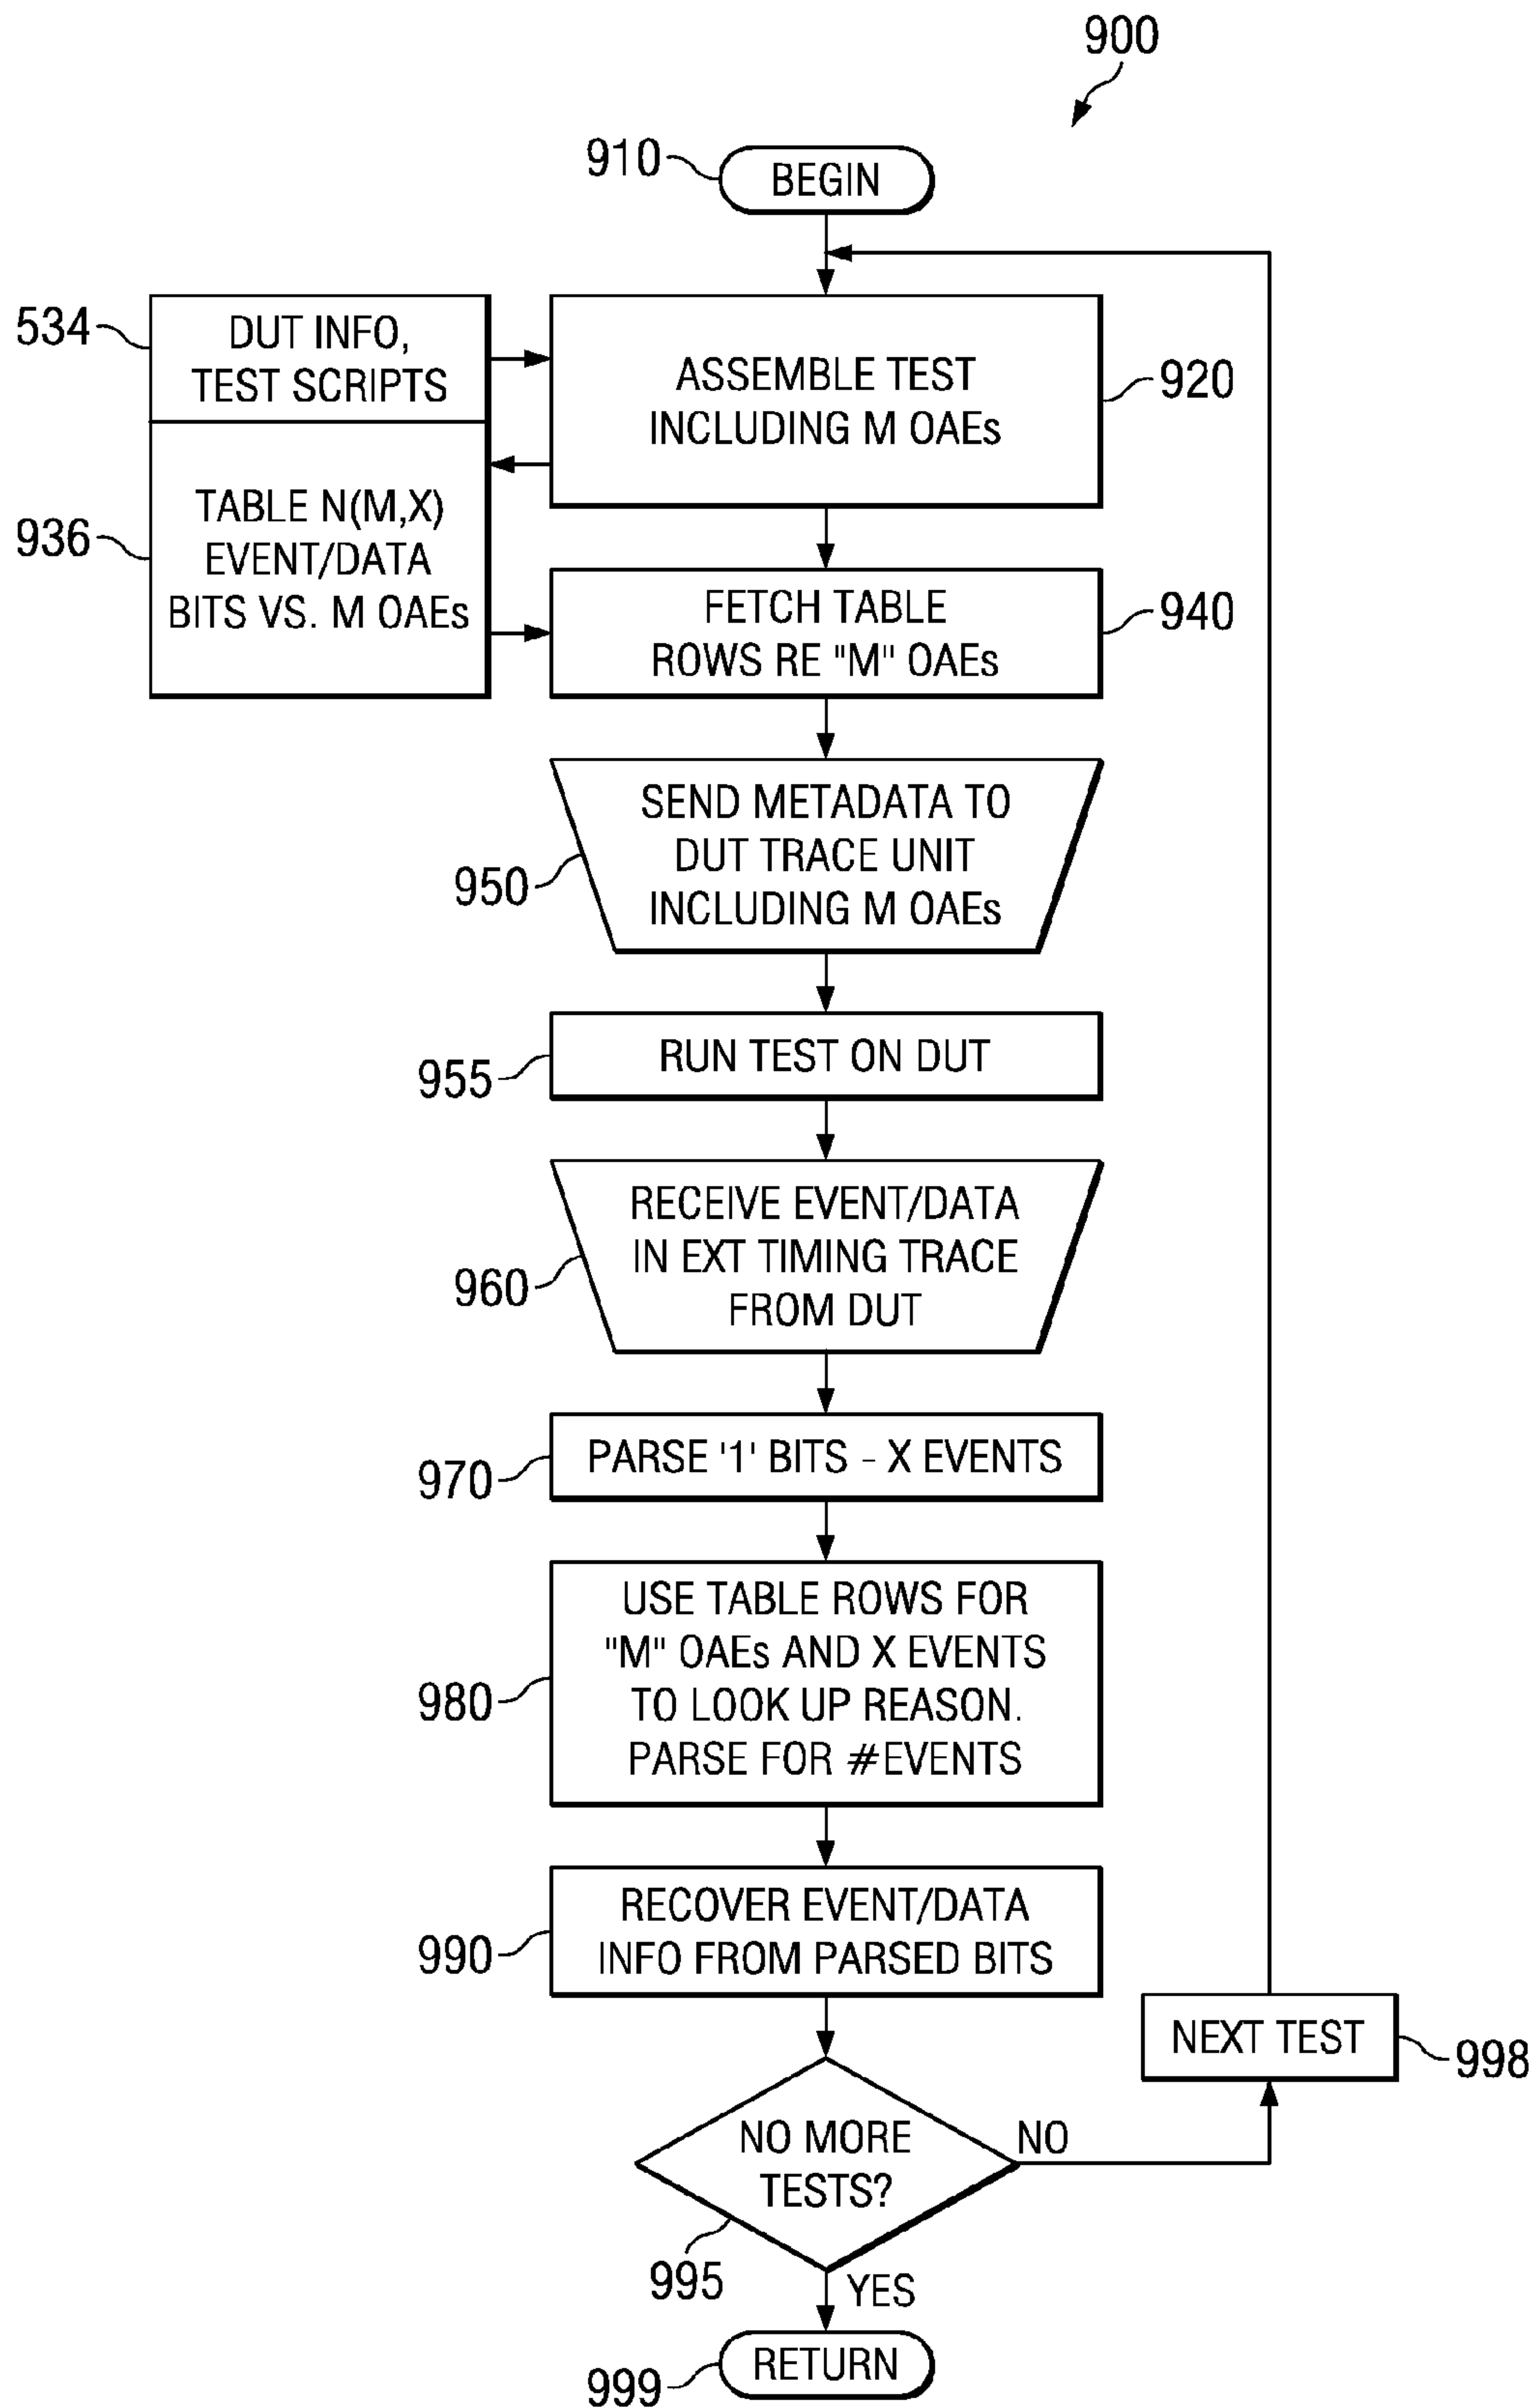 900
910
BEGIN
534
DUT INFO,
TEST SCRIPTS
ASSEMBLE TEST
INCLUDING M OAEs
920
936
TABLE N(M,X)
EVENT/DATA
BITS VS. M OAEs
FETCH TABLE
ROWS RE "M" OAEs
940
SEND METADATA TO
DUT TRACE UNIT
INCLUDING M OAEs
950
RUN TEST ON DUT
955
RECEIVE EVENT/DATA
IN EXT TIMING TRACE
FROM DUT
960
PARSE '1' BITS - X EVENTS
970
USE TABLE ROWS FOR
"M" OAEs AND X EVENTS
TO LOOK UP REASON.
PARSE FOR #EVENTS
980
RECOVER EVENT/DATA
INFO FROM PARSED BITS
990
NEXT TEST
998
NO MORE
TESTS?
NO
995
YES
RETURN
999